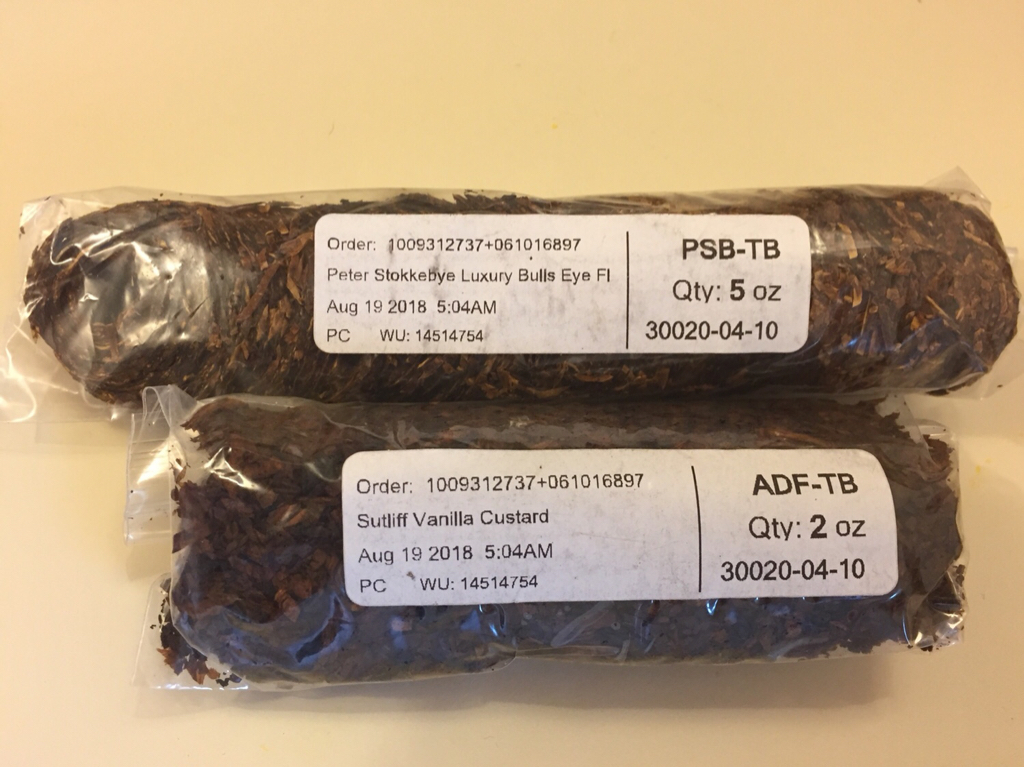 Order: 1009312737+061016897
Peter Stokkebye Luxury Bulls Eye Fl
Aug 19 2018 5:04AM
PC WU: 14514754
PSB-TB
Qty: 5 oz
30020-04-10
Order: 1009312737+061016897
Sutliff Vanilla Custard
Aug 19 2018 5:04AM
PC WU: 14514754
ADF-TB
Qty: 2 oz
30020-04-10